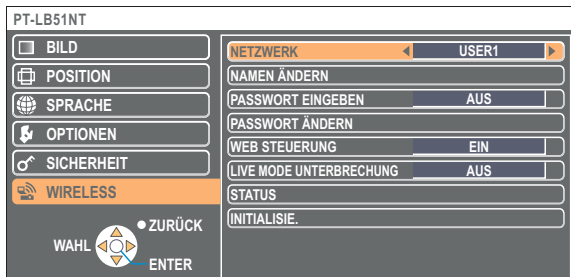 PT-LB51NT
BILD
POSITION
SPRACHE
OPTIONEN
SICHERHEIT
WIRELESS
ZURÜCK
WAHL
ENTER
NETZWERK USER1
NAMEN ÄNDERN
PASSWORT EINGEBEN AUS
PASSWORT ÄNDERN
WEB STEUERUNG EIN
LIVE MODE UNTERBRECHUNG AUS
STATUS
INITIALISIE.